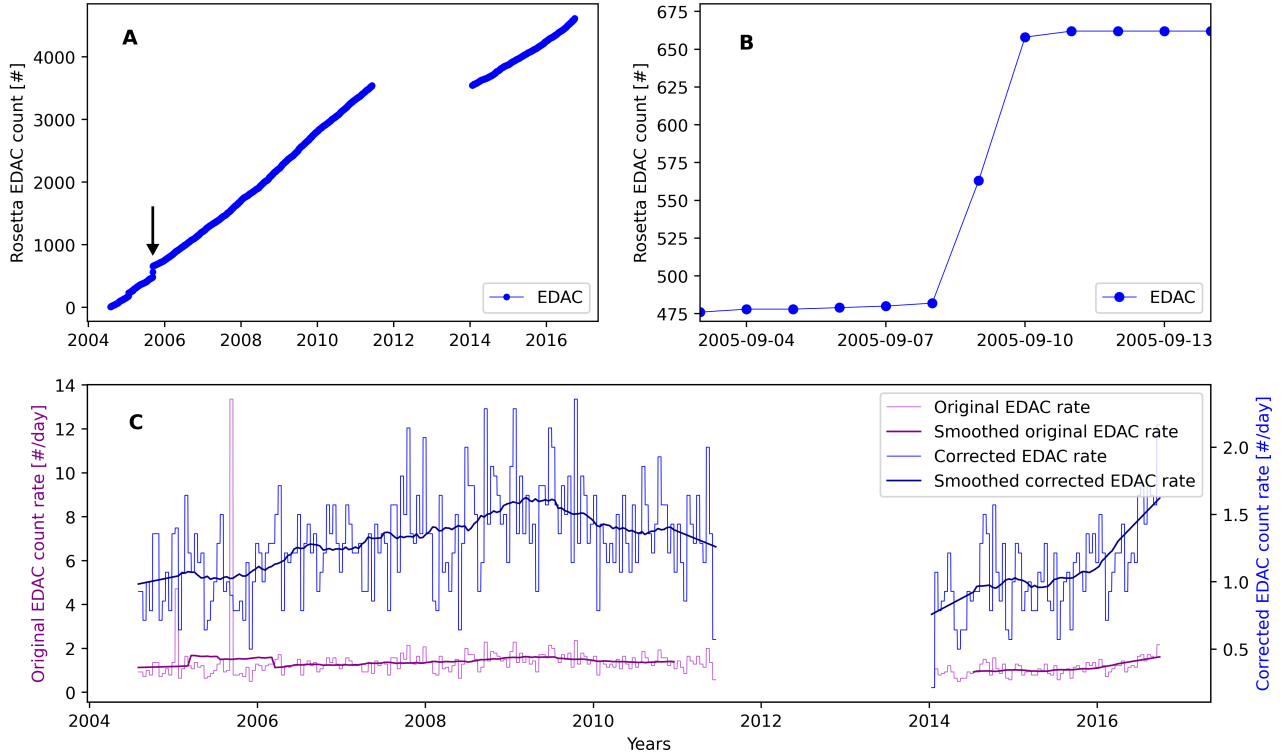 A
4000
3000
2000
1000
0
Rosetta EDAC count [#]
EDAC
2004 2006 2008 2010 2012 2014 2016
B
675
650
625
600
575
550
525
500
475
Rosetta EDAC count [#]
EDAC
2005-09-04 2005-09-07 2005-09-10 2005-09-13
C
14
12
10
8
6
4
2
0
Original EDAC count rate [#/day]
Original EDAC rate
Smoothed original EDAC rate
Corrected EDAC rate
Smoothed corrected EDAC rate
2.0
1.5
1.0
0.5
Corrected EDAC count rate [#/day]
2004 2006 2008 2010 2012 2014 2016
Years